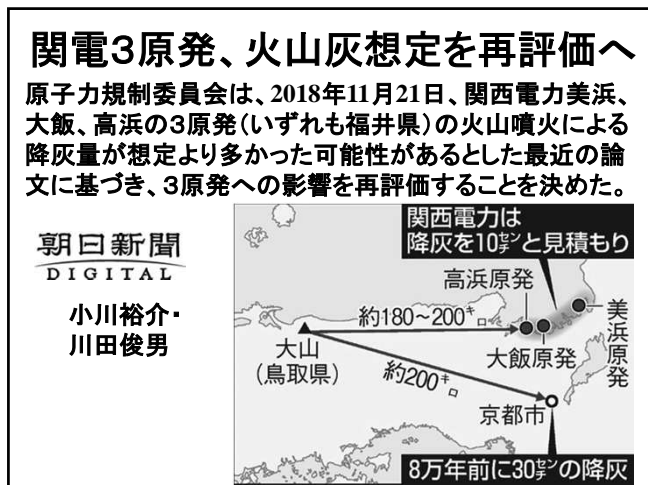 関電3原発、火山灰想定を再評価へ
原子力規制委員会は、2018年11月21日、関西電力美浜、
大飯、高浜の3原発(いずれも福井県)の火山噴火による
降灰量が想定より多かった可能性があるとした最近の論
文に基づき、3原発への影響を再評価することを決めた。
朝日新聞
DIGITAL
小川裕介・
川田俊男
関西電力は
降灰を10㌢と見積もり
高浜原発
美浜原発
大飯原発
約180~200㌔
大山
(鳥取県)
約200㌔
京都市
8万年前に30㌢の降灰